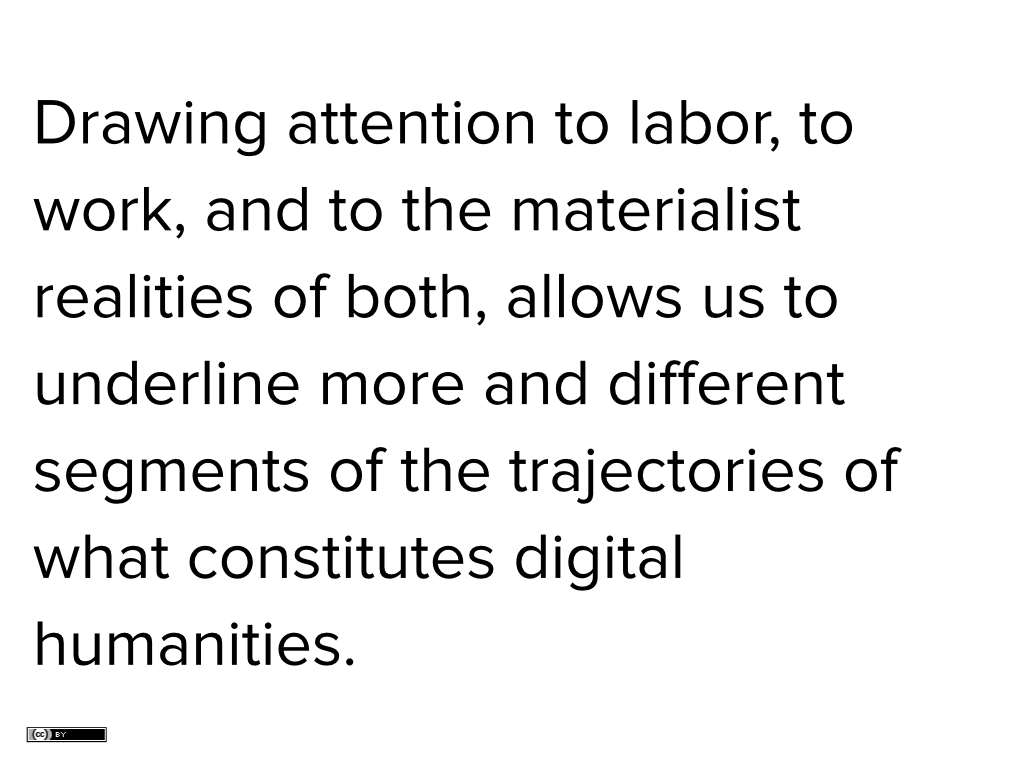 Drawing attention to labor, to
work, and to the materialist
realities of both, allows us to
underline more and different
segments of the trajectories of
what constitutes digital
humanities.
cc BY